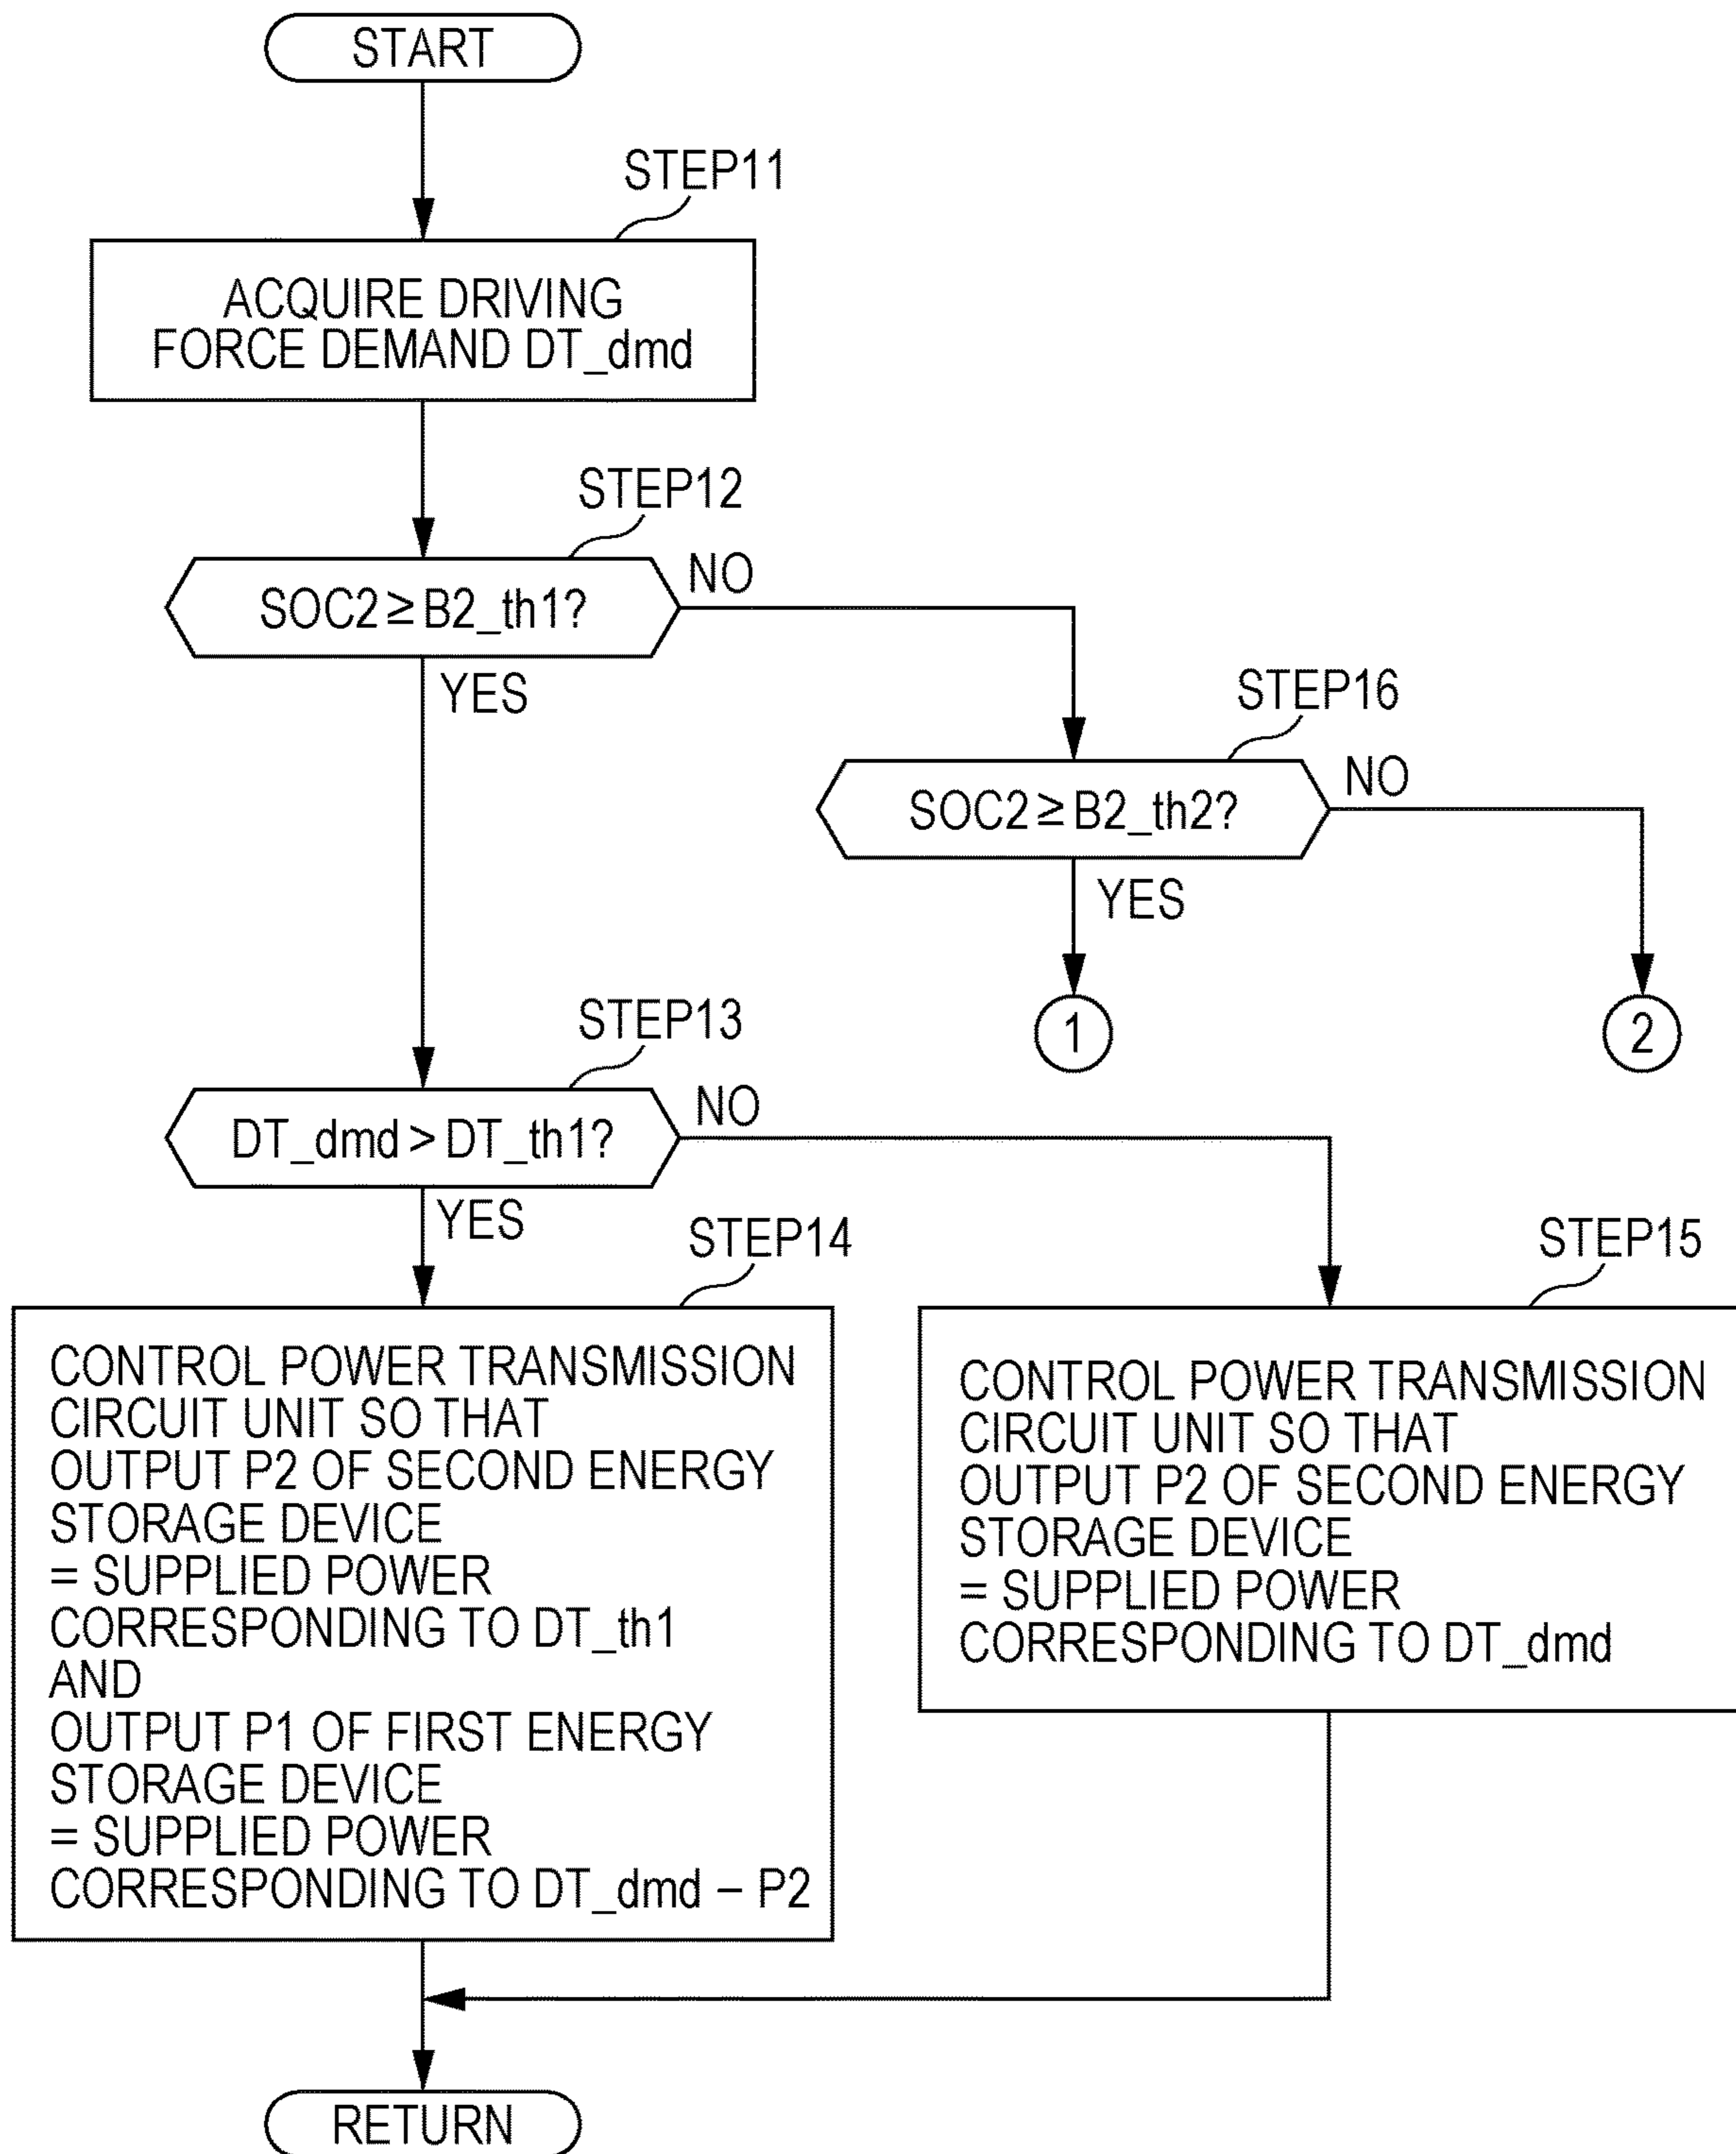 START
STEP11
ACQUIRE DRIVING
FORCE DEMAND DT_dmd
STEP12
SOC2 ≥ B2_th1?
NO
YES
STEP16
SOC2 ≥ B2_th2?
NO
YES
1
2
STEP13
DT_dmd > DT_th1?
NO
YES
STEP14
CONTROL POWER TRANSMISSION
CIRCUIT UNIT SO THAT
OUTPUT P2 OF SECOND ENERGY
STORAGE DEVICE
= SUPPLIED POWER
CORRESPONDING TO DT_th1
AND
OUTPUT P1 OF FIRST ENERGY
STORAGE DEVICE
= SUPPLIED POWER
CORRESPONDING TO DT_dmd – P2
STEP15
CONTROL POWER TRANSMISSION
CIRCUIT UNIT SO THAT
OUTPUT P2 OF SECOND ENERGY
STORAGE DEVICE
= SUPPLIED POWER
CORRESPONDING TO DT_dmd
RETURN